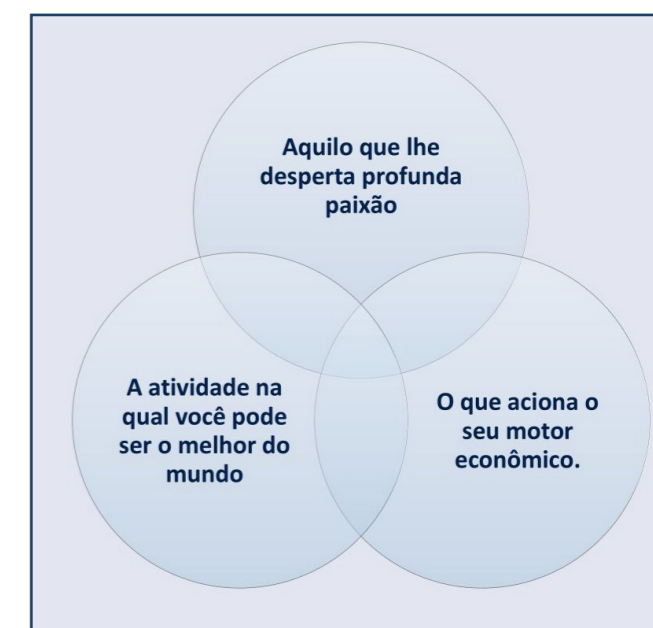 Aquilo que lhe
desperta profunda
paixão
A atividade na
qual você pode
ser o melhor do
mundo
O que aciona o
seu motor
econômico.